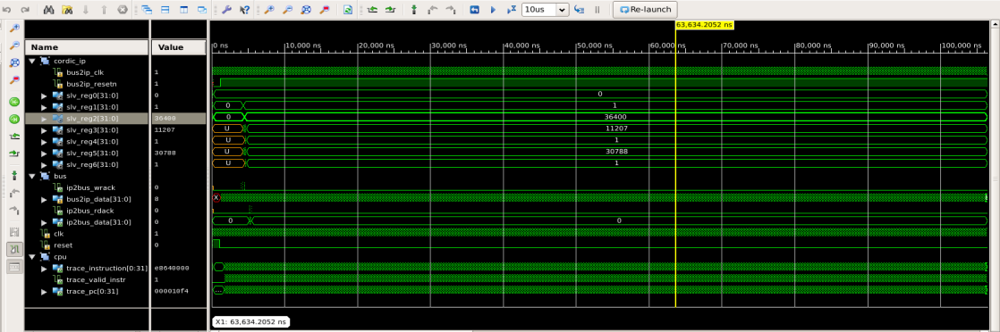 10us Re-launch
63,634.2052 ns
Name Value
0 ns 10,000 ns 20,000 ns 30,000 ns 40,000 ns 50,000 ns 60,000 ns 70,000 ns 80,000 ns 90,000 ns 100,000 ns
cordic_ip
bus2ip_clk 1
bus2ip_resetn 1
slv_reg0[31:0] 0 0
slv_reg1[31:0] 1 0 1
slv_reg2[31:0] 36400 0 36400
slv_reg3[31:0] 11207 U 11207
slv_reg4[31:0] 1 U 1
slv_reg5[31:0] 30788 U 30788
slv_reg6[31:0] 1 U 1
bus
ip2bus_wrack 0
bus2ip_data[31:0] 8 X
ip2bus_rdack 0
ip2bus_data[31:0] 0 0 0
clk 1
reset 0
cpu
trace_instruction[0:31] e8640000
trace_valid_instr 1
trace_pc[0:31] 000010f4 ...
X1: 63,634.2052 ns